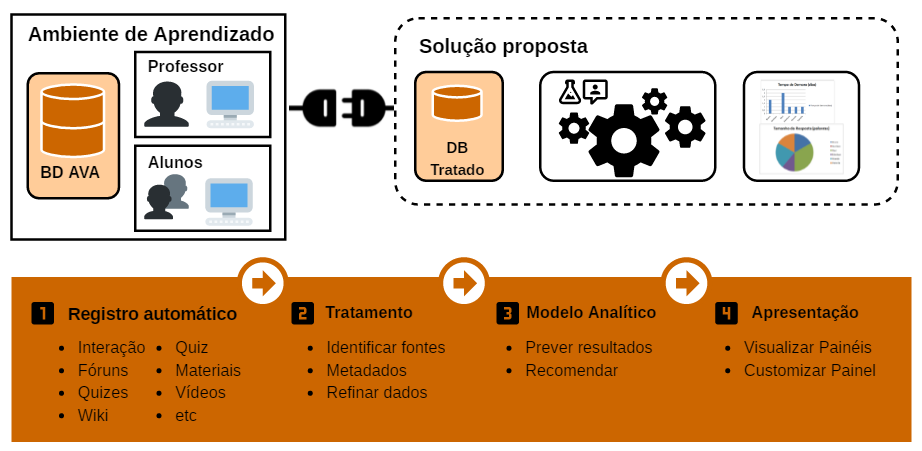 Ambiente de Aprendizado
BD AVA
Professor
Alunos
Solução proposta
DB
Tratado
Tempo de Demora (dias)
Tamanho da Resposta (palavras)
1 Registro automático
Interação
Fóruns
Quizes
Wiki
Quiz
Materiais
Vídeos
etc
2 Tratamento
Identificar fontes
Metadados
Refinar dados
3 Modelo Analítico
Prever resultados
Recomendar
4 Apresentação
Visualizar Painéis
Customizar Painel